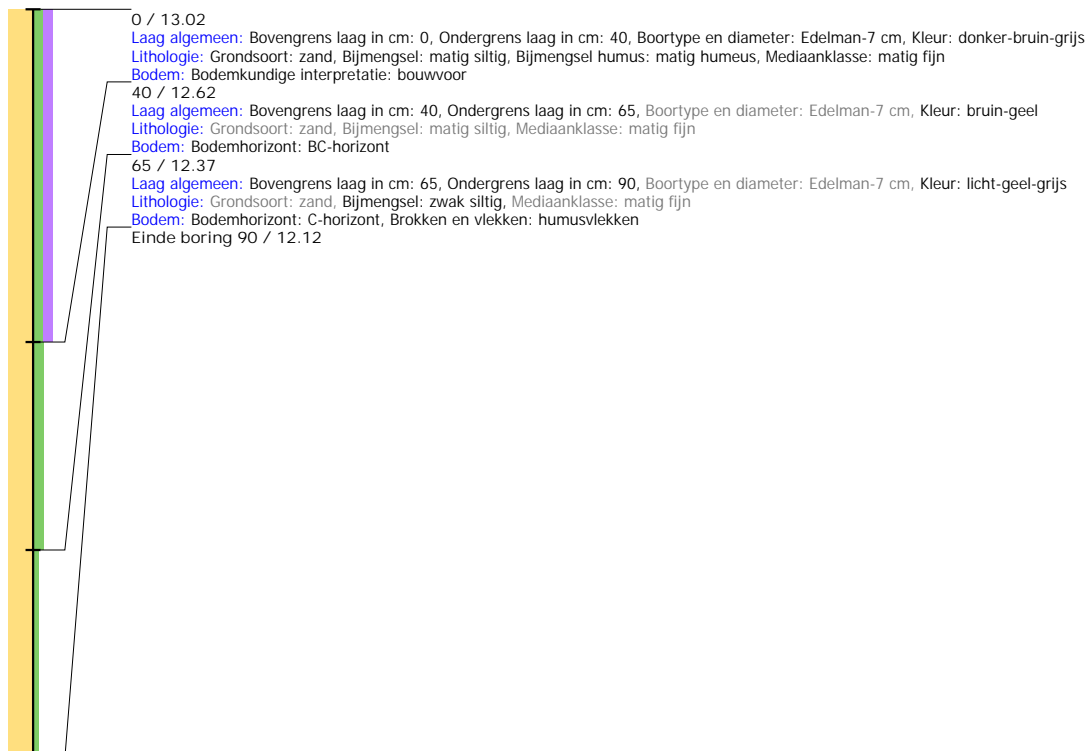 0 / 13.02
Laag algemeen: Bovengrens laag in cm: 0, Ondergrens laag in cm: 40, Boortype en diameter: Edelman-7 cm, Kleur: donker-bruin-grijs
Lithologie: Grondsoort: zand, Bijmengsel: matig siltig, Bijmengsel humus: matig humeus, Mediaanklasse: matig fijn
Bodem: Bodemkundige interpretatie: bouwvoor
40 / 12.62
Laag algemeen: Bovengrens laag in cm: 40, Ondergrens laag in cm: 65, Boortype en diameter: Edelman-7 cm, Kleur: bruin-geel
Lithologie: Grondsoort: zand, Bijmengsel: matig siltig, Mediaanklasse: matig fijn
Bodem: Bodemhorizont: BC-horizont
65 / 12.37
Laag algemeen: Bovengrens laag in cm: 65, Ondergrens laag in cm: 90, Boortype en diameter: Edelman-7 cm, Kleur: licht-geel-grijs
Lithologie: Grondsoort: zand, Bijmengsel: zwak siltig, Mediaanklasse: matig fijn
Bodem: Bodemhorizont: C-horizont, Brokken en vlekken: humusvlekken
Einde boring 90 / 12.12